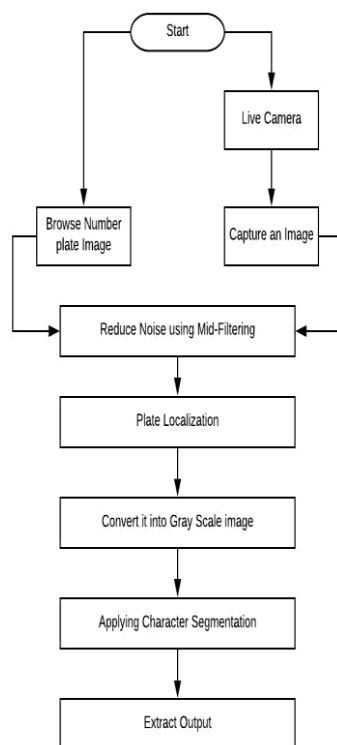 Start
Live Camera
Browse Number
plate Image
Capture an Image
Reduce Noise using Mid-Filtering
Plate Localization
Convert it into Gray Scale image
Applying Character Segmentation
Extract Output